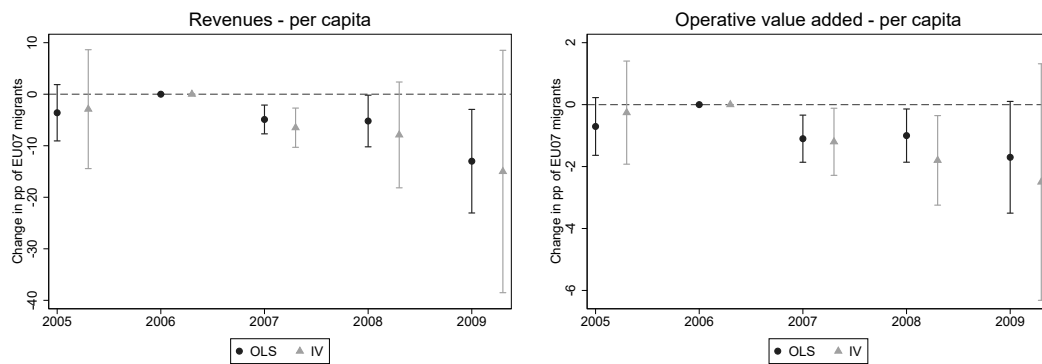 Revenues - per capita
Change in pp of EU07 migrants
10
0
-10
-20
-30
-40
2005 2006 2007 2008 2009
OLS IV
Operative value added - per capita
Change in pp of EU07 migrants
2
0
-2
-4
-6
2005 2006 2007 2008 2009
OLS IV